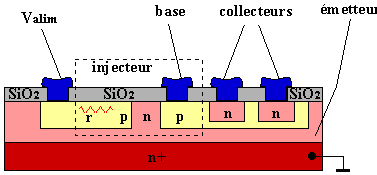 Valim
base
collecteurs
émetteur
injecteur
SiO2
SiO2
SiO2
r
p
n
p
n
n
n+